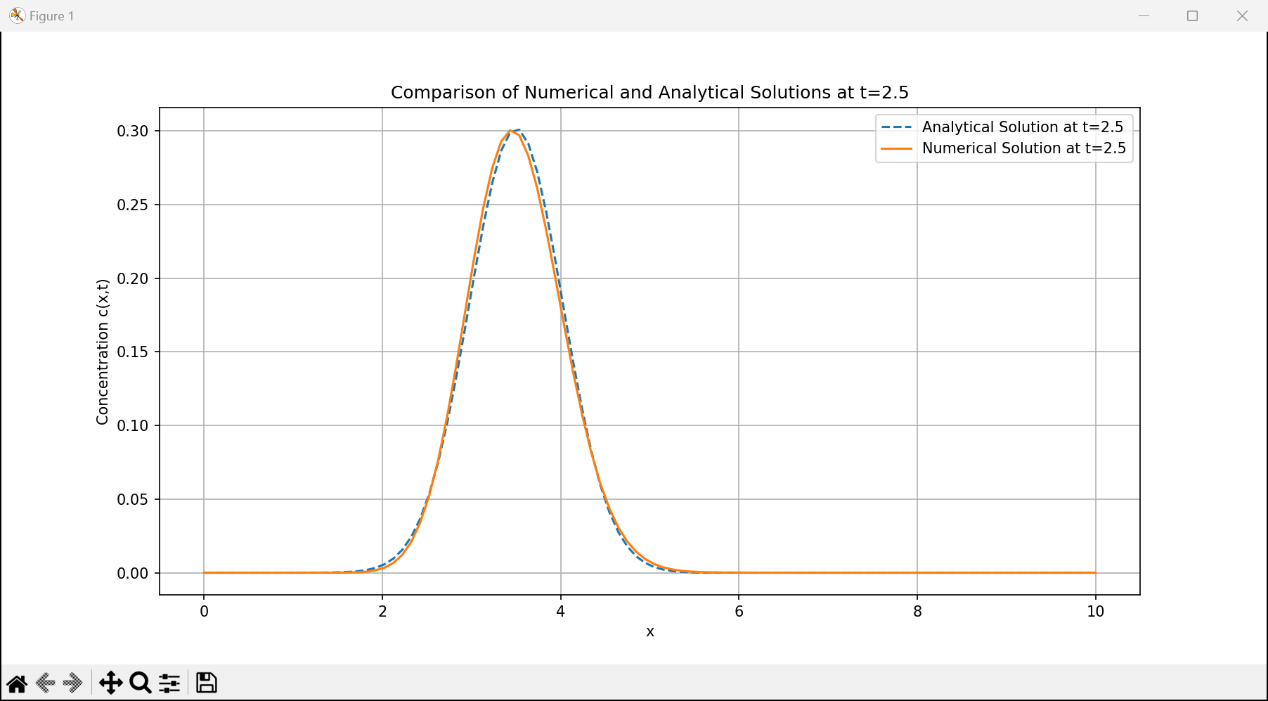 Figure 1
Comparison of Numerical and Analytical Solutions at t=2.5
Analytical Solution at t=2.5
Numerical Solution at t=2.5
Concentration c(x,t)
0.30
0.25
0.20
0.15
0.10
0.05
0.00
0 2 4 6 8 10
x